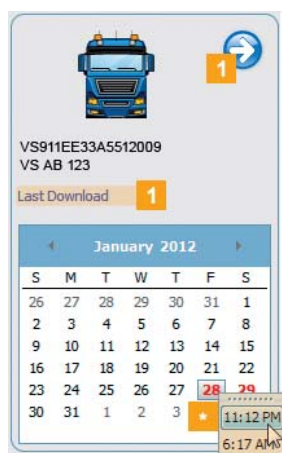 1
VS911EE33A5512009
VS AB 123
Last Download 1
January 2012
S M T W T F S
26 27 28 29 30 31 1
2 3 4 5 6 7 8
9 10 11 12 13 14 15
16 17 18 19 20 21 22
23 24 25 26 27 28 29
30 31 1 2 3
11:12 PM
6:17 AM